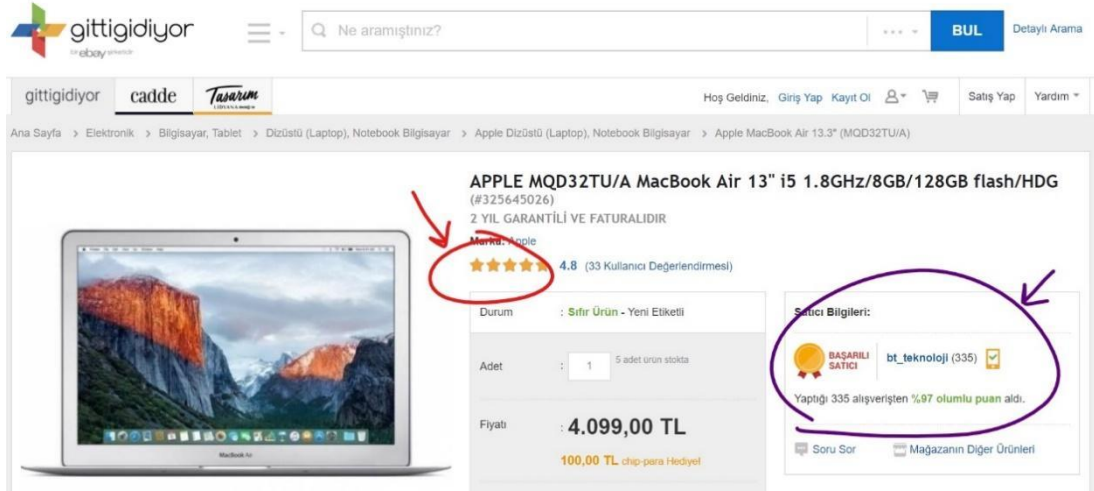 gittigidiyor
bir ebay şirketidir
Ne aramıştınız?
BUL
Detaylı Arama
gittigidiyor
cadde
Tasarım
Hoş Geldiniz, Giriş Yap Kayıt Ol
Satış Yap
Yardım
Ana Sayfa > Elektronik > Bilgisayar, Tablet > Dizüstü (Laptop), Notebook Bilgisayar > Apple Dizüstü (Laptop), Notebook Bilgisayar > Apple MacBook Air 13.3" (MQD32TU/A)
APPLE MQD32TU/A MacBook Air 13" i5 1.8GHz/8GB/128GB flash/HDG
(#325645026)
2 YIL GARANTİLİ VE FATURALIDIR
Marka: Apple
4.8 (33 Kullanıcı Değerlendirmesi)
Durum : Sıfır Ürün - Yeni Etiketli
Adet : 1 5 adet ürün stokta
Fiyatı : 4.099,00 TL
100,00 TL chip-para Hediye!
Satıcı Bilgileri:
BAŞARILI
SATICI
bt_teknoloji (335)
Yaptığı 335 alışverişten %97 olumlu puan aldı.
Soru Sor
Mağazanın Diğer Ürünleri
MacBook Air